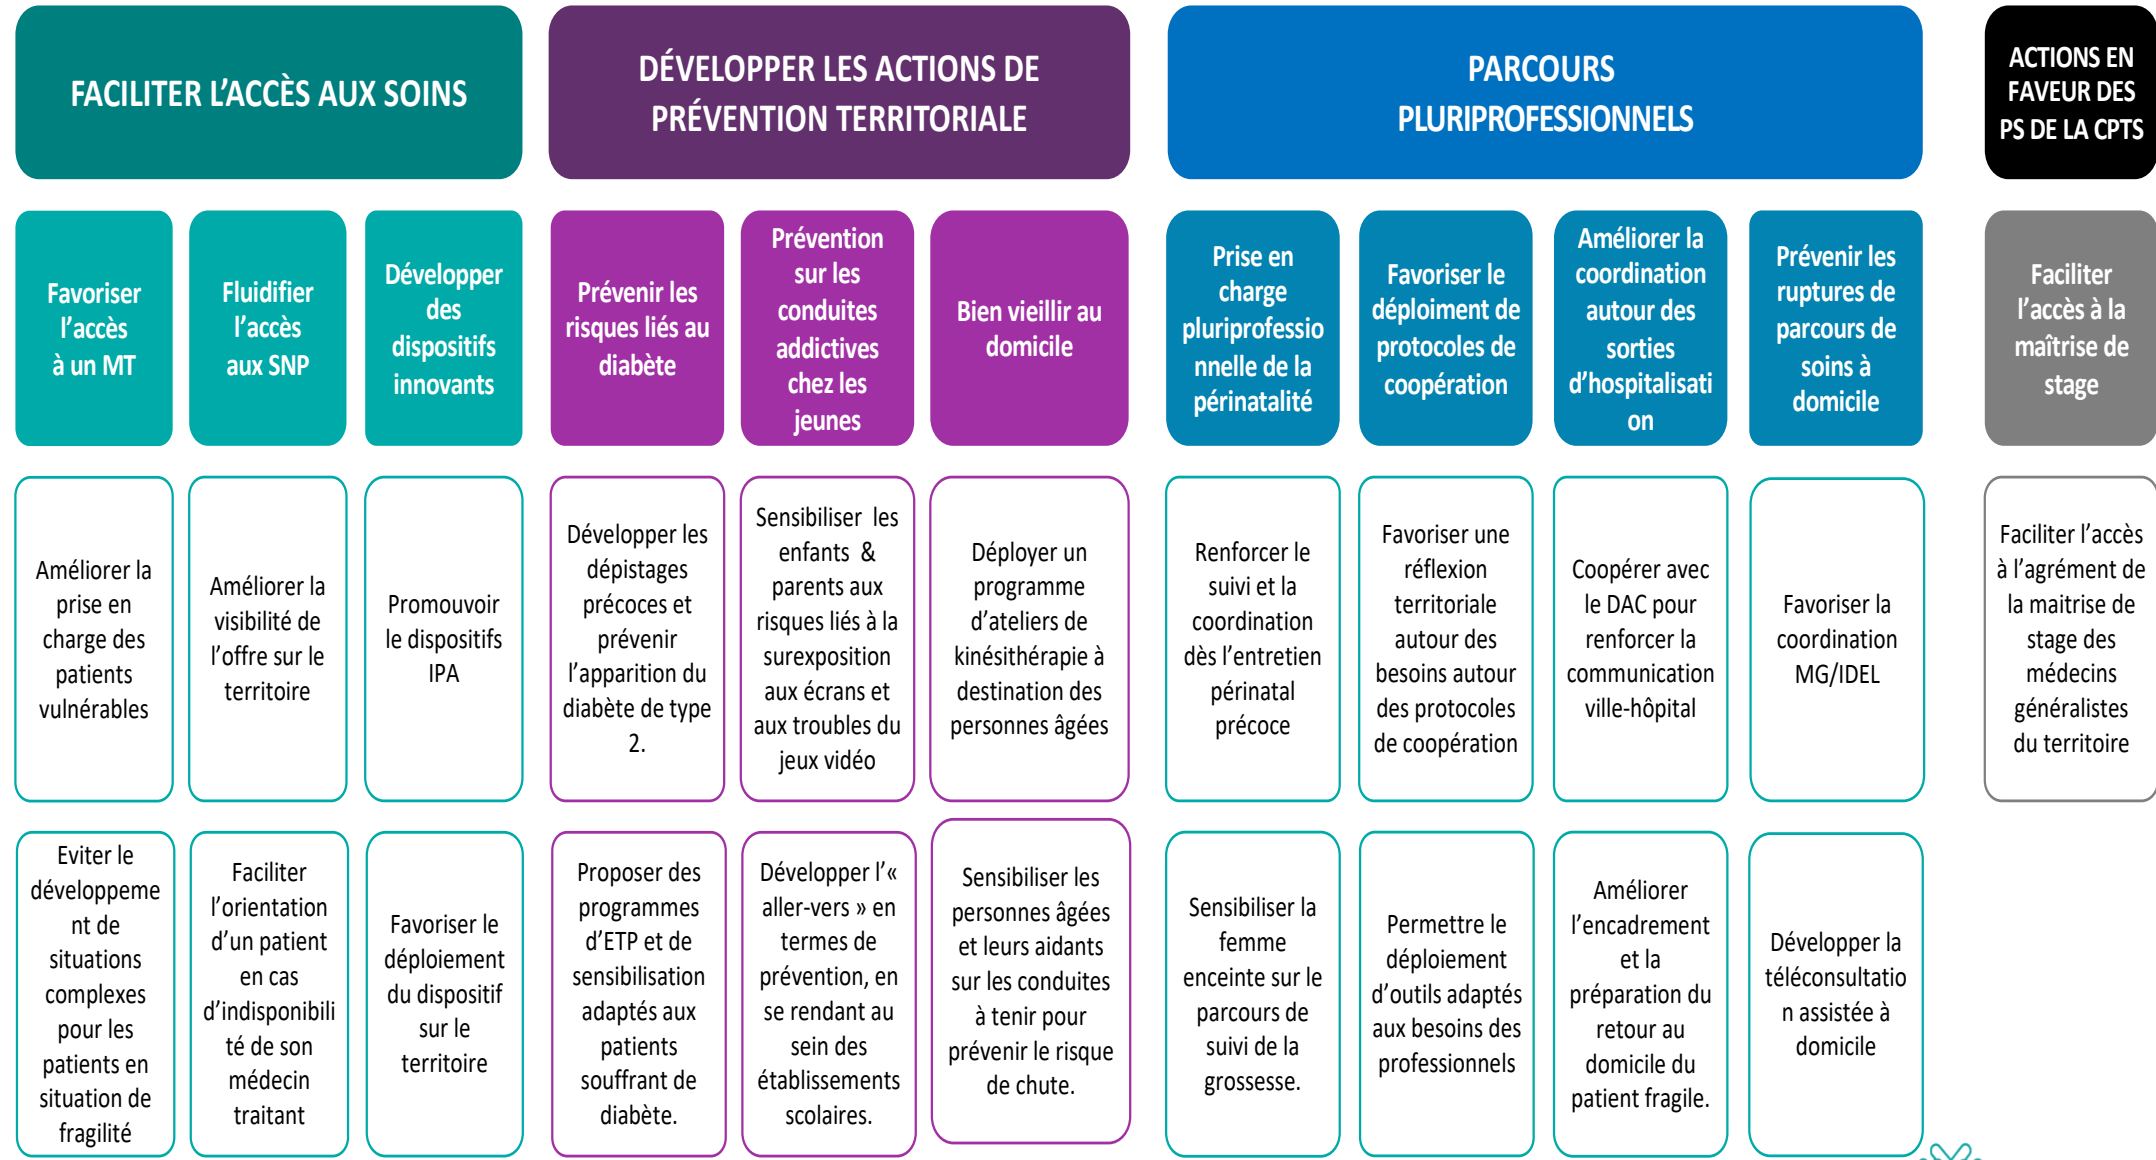 FACILITER L’ACCÈS AUX SOINS
DÉVELOPPER LES ACTIONS DE
PRÉVENTION TERRITORIALE
PARCOURS
PLURIPROFESSIONNELS
ACTIONS EN
FAVEUR DES
PS DE LA CPTS
Favoriser
l’accès
à un MT
Fluidifier
l’accès
aux SNP
Développer
des
dispositifs
innovants
Prévenir les
risques liés au
diabète
Prévention
sur les
conduites
addictives
chez les
jeunes
Bien vieillir au
domicile
Prise en
charge
pluriprofessio
nnelle de la
périnatalité
Favoriser le
déploiment de
protocoles de
coopération
Améliorer la
coordination
autour des
sorties
d’hospitalisati
on
Prévenir les
ruptures de
parcours de
soins à
domicile
Faciliter
l’accès à la
maîtrise de
stage
Améliorer la
prise en
charge des
patients
vulnérables
Améliorer la
visibilité de
l’offre sur le
territoire
Promouvoir
le dispositifs
IPA
Développer les
dépistages
précoces et
prévenir
l’apparition du
diabète de type
2.
Sensibiliser les
enfants &
parents aux
risques liés à la
surexposition
aux écrans et
aux troubles du
jeux vidéo
Déployer un
programme
d’ateliers de
kinésithérapie à
destination des
personnes âgées
Renforcer le
suivi et la
coordination
dès l’entretien
périnatal
précoce
Favoriser une
réflexion
territoriale
autour des
besoins autour
des protocoles
de coopération
Coopérer avec
le DAC pour
renforcer la
communication
ville-hôpital
Favoriser la
coordination
MG/IDEL
Faciliter l’accès
à l’agrément de
la maitrise de
stage des
médecins
généralistes
du territoire
Eviter le
développeme
nt de
situations
complexes
pour les
patients en
situation de
fragilité
Faciliter
l’orientation
d’un patient
en cas
d’indisponibili
té de son
médecin
traitant
Favoriser le
déploiement
du dispositif
sur le
territoire
Proposer des
programmes
d’ETP et de
sensibilisation
adaptés aux
patients
souffrant de
diabète.
Développer l’«
aller-vers » en
termes de
prévention, en
se rendant au
sein des
établissements
scolaires.
Sensibiliser les
personnes âgées
et leurs aidants
sur les conduites
à tenir pour
prévenir le risque
de chute.
Sensibiliser la
femme
enceinte sur le
parcours de
suivi de la
grossesse.
Permettre le
déploiement
d’outils adaptés
aux besoins des
professionnels
Améliorer
l’encadrement
et la
préparation du
retour au
domicile du
patient fragile.
Développer la
téléconsultatio
n assistée à
domicile